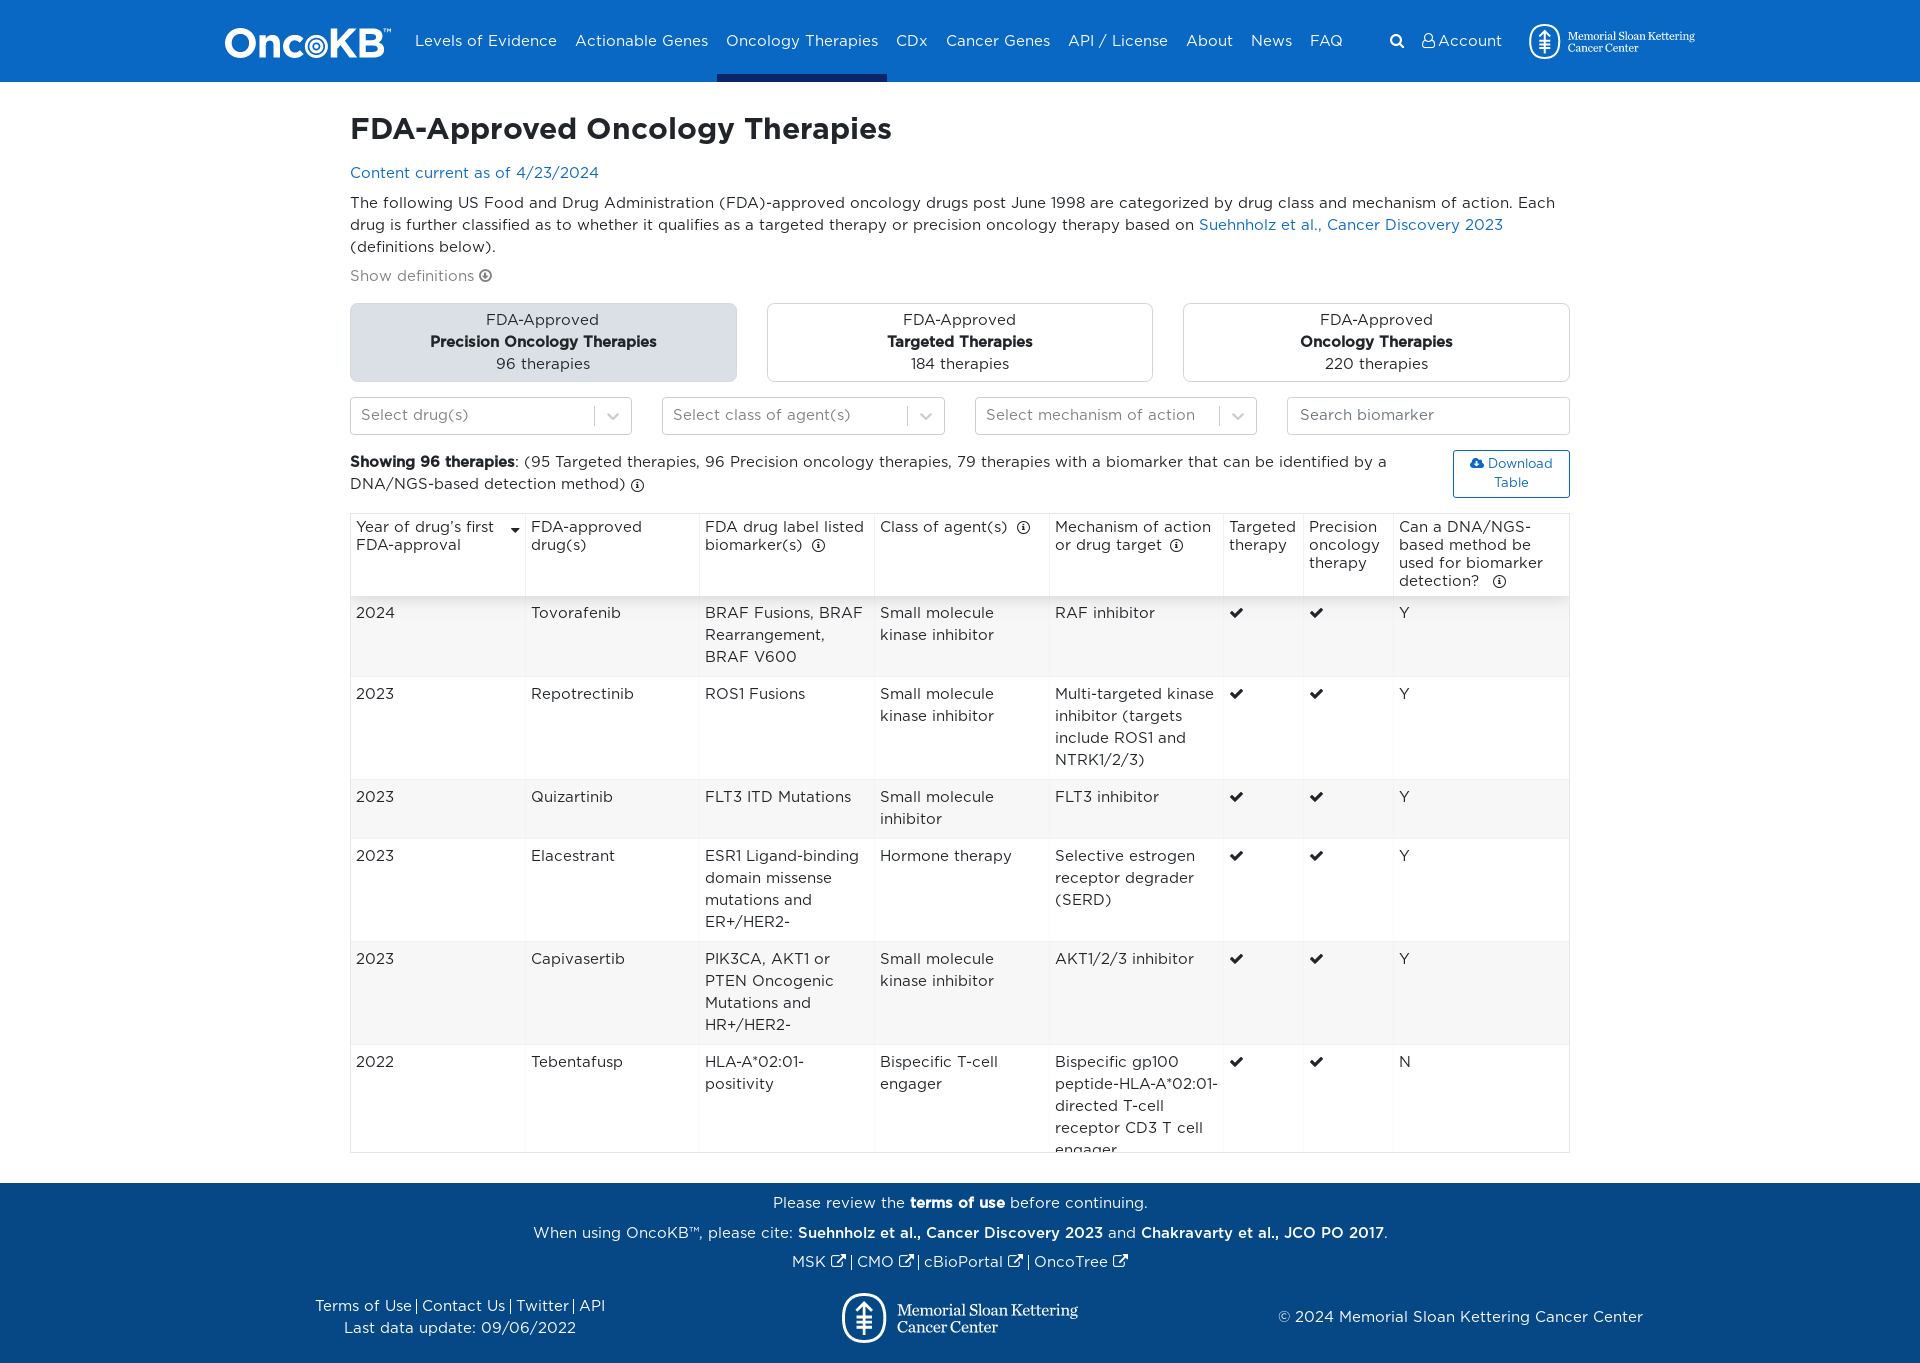 OncoKB™
Levels of Evidence
Actionable Genes
Oncology Therapies
CDx
Cancer Genes
API / License
About
News
FAQ
Account
Memorial Sloan Kettering
Cancer Center
FDA-Approved Oncology Therapies
Content current as of 4/23/2024
The following US Food and Drug Administration (FDA)-approved oncology drugs post June 1998 are categorized by drug class and mechanism of action. Each
drug is further classified as to whether it qualifies as a targeted therapy or precision oncology therapy based on Suehnholz et al., Cancer Discovery 2023
(definitions below).
Show definitions
FDA-Approved
Precision Oncology Therapies
96 therapies
FDA-Approved
Targeted Therapies
184 therapies
FDA-Approved
Oncology Therapies
220 therapies
Select drug(s)
Select class of agent(s)
Select mechanism of action
Search biomarker
Showing 96 therapies: (95 Targeted therapies, 96 Precision oncology therapies, 79 therapies with a biomarker that can be identified by a
DNA/NGS-based detection method)
Download
Table
Year of drug's first
FDA-approval
FDA-approved
drug(s)
FDA drug label listed
biomarker(s)
Class of agent(s)
Mechanism of action
or drug target
Targeted
therapy
Precision
oncology
therapy
Can a DNA/NGS-
based method be
used for biomarker
detection?
2024
Tovorafenib
BRAF Fusions, BRAF
Rearrangement,
BRAF V600
Small molecule
kinase inhibitor
RAF inhibitor
✔
✔
Y
2023
Repotrectinib
ROS1 Fusions
Small molecule
kinase inhibitor
Multi-targeted kinase
inhibitor (targets
include ROS1 and
NTRK1/2/3)
✔
✔
Y
2023
Quizartinib
FLT3 ITD Mutations
Small molecule
inhibitor
FLT3 inhibitor
✔
✔
Y
2023
Elacestrant
ESR1 Ligand-binding
domain missense
mutations and
ER+/HER2-
Hormone therapy
Selective estrogen
receptor degrader
(SERD)
✔
✔
Y
2023
Capivasertib
PIK3CA, AKT1 or
PTEN Oncogenic
Mutations and
HR+/HER2-
Small molecule
kinase inhibitor
AKT1/2/3 inhibitor
✔
✔
Y
2022
Tebentafusp
HLA-A*02:01-
positivity
Bispecific T-cell
engager
Bispecific gp100
peptide-HLA-A*02:01-
directed T-cell
receptor CD3 T cell
engager
✔
✔
N
Please review the terms of use before continuing.
When using OncoKB™, please cite: Suehnholz et al., Cancer Discovery 2023 and Chakravarty et al., JCO PO 2017.
MSK | CMO | cBioPortal | OncoTree
Terms of Use | Contact Us | Twitter | API
Last data update: 09/06/2022
Memorial Sloan Kettering
Cancer Center
© 2024 Memorial Sloan Kettering Cancer Center